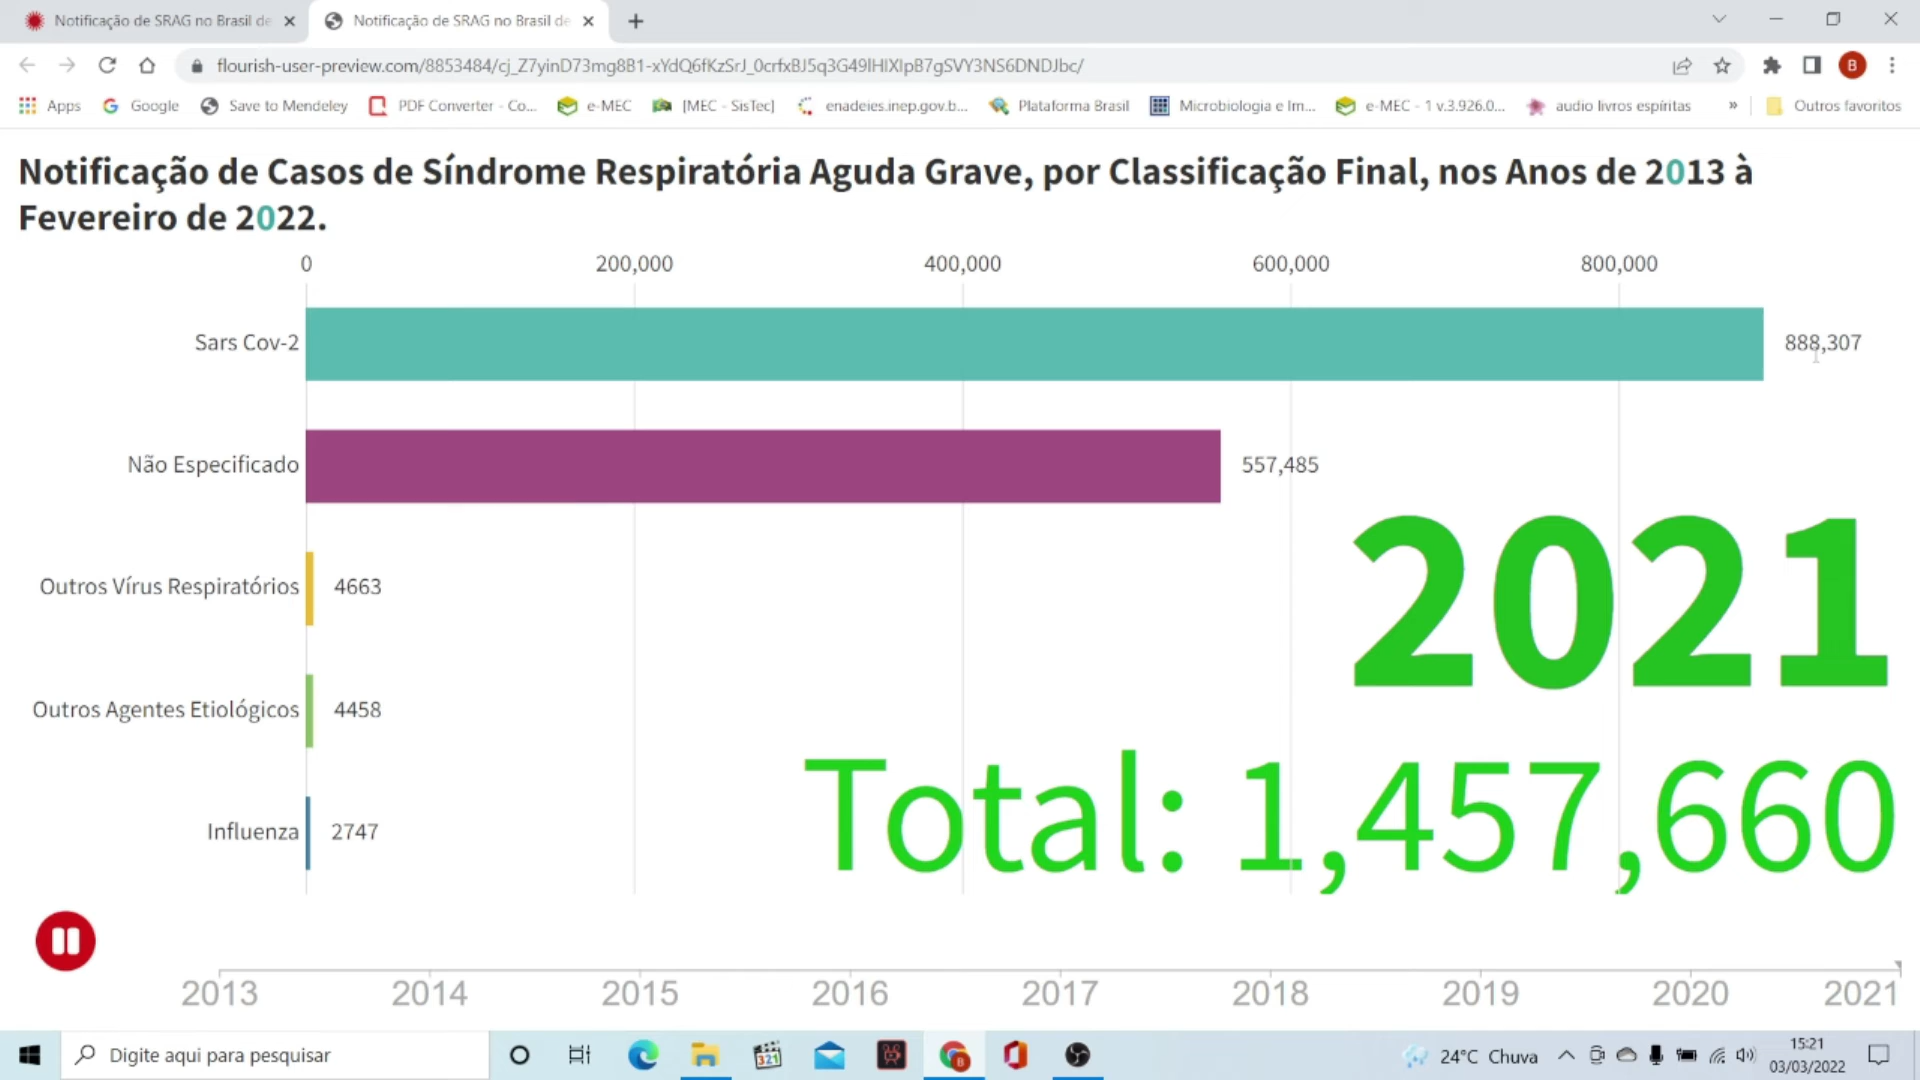 Notificação de SRAG no Brasil de
Notificação de SRAG no Brasil de
flourish-user-preview.com/8853484/cj_Z7yinD73mg8B1-xYdQ6fKzSrJ_0crfxBJ5q3G49lHIXlpB7gSVY3NS6DNDJbc/
B
Apps
Google
Save to Mendeley
PDF Converter - Co...
e-MEC
[MEC - SisTec]
enadeies.inep.gov.b...
Plataforma Brasil
Microbiologia e Im...
e-MEC - 1 v.3.926.0...
audio livros espíritas
»
Outros favoritos
Notificação de Casos de Síndrome Respiratória Aguda Grave, por Classificação Final, nos Anos de 2013 à
Fevereiro de 2022.
0 200,000 400,000 600,000 800,000
Sars Cov-2 888,307
Não Especificado 557,485
Outros Vírus Respiratórios 4663
Outros Agentes Etiológicos 4458
Influenza 2747
2021
Total: 1,457,660
2013 2014 2015 2016 2017 2018 2019 2020 2021
Digite aqui para pesquisar
321
B
24°C Chuva
15:21
03/03/2022